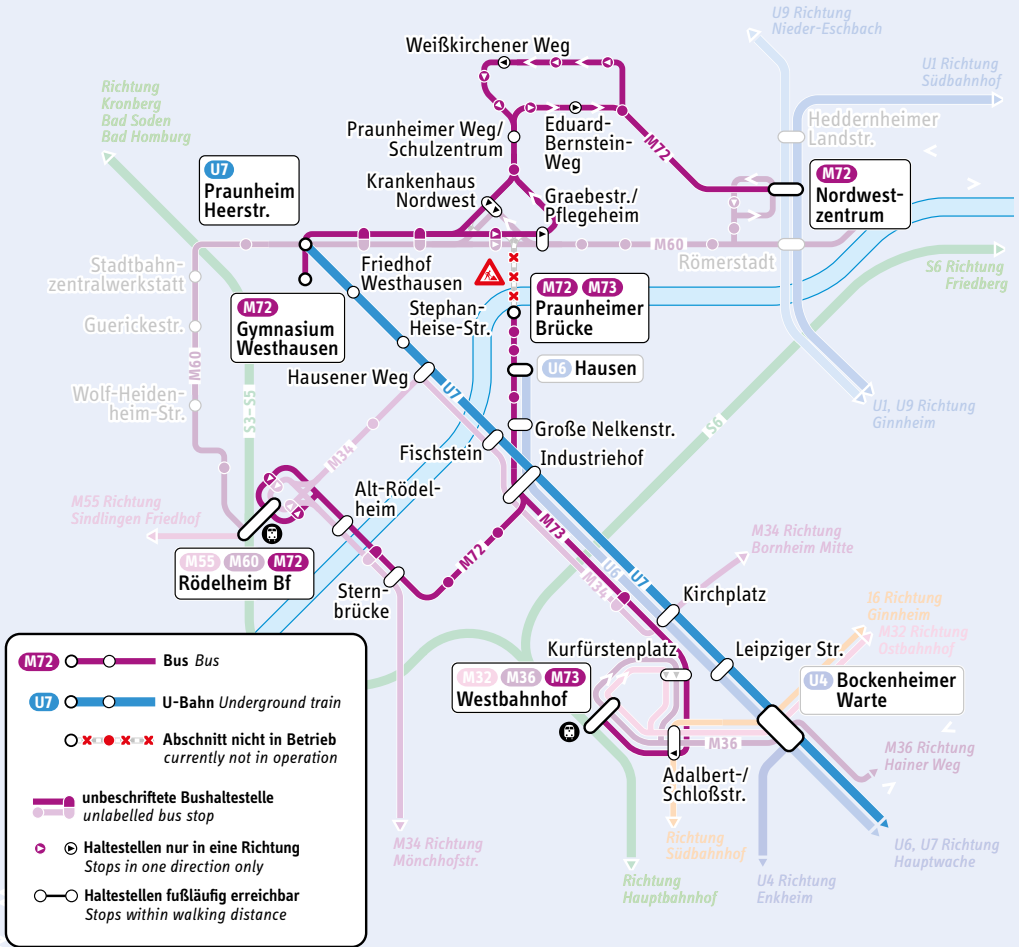 U9 Richtung
Nieder-Eschbach
U1 Richtung
Südbahnhof
Richtung
Kronberg
Bad Soden
Bad Homburg
Weißkirchener Weg
Heddernheimer
Landstr.
Praunheimer Weg/
Schulzentrum
Eduard-
Bernstein-
Weg
M72
U7
Praunheim
Heerstr.
Krankenhaus
Nordwest
Graebestr./
Pflegeheim
M72
Nordwest-
zentrum
M60
Römerstadt
S6 Richtung
Friedberg
Stadtbahn-
zentralwerkstatt
Friedhof
Westhausen
Stephan-
Heise-Str.
M72 M73
Praunheimer
Brücke
M72
Gymnasium
Westhausen
Guerickestr.
M60
S3-S5
Hausener Weg
U7
U6 Hausen
Wolf-Heiden-
heim-Str.
U1, U9 Richtung
Ginnheim
S6
M34
Fischstein
Große Nelkenstr.
Industriehof
M55 Richtung
Sindlingen Friedhof
Alt-Rödel-
heim
M72
M73
M34
U6
U7
M34 Richtung
Bornheim Mitte
M55 M60 M72
Rödelheim Bf
Stern-
brücke
Kirchplatz
I6 Richtung
Ginnheim
M32 Richtung
Ostbahnhof
Kurfürstenplatz
Leipziger Str.
M32 M36 M73
Westbahnhof
U4 Bockenheimer
Warte
M36
M36 Richtung
Hainer Weg
Adalbert-/
Schloßstr.
M34 Richtung
Mönchhofstr.
Richtung
Südbahnhof
U6, U7 Richtung
Hauptwache
Richtung
Hauptbahnhof
U4 Richtung
Enkheim
M72 Bus Bus
U7 U-Bahn Underground train
Abschnitt nicht in Betrieb
currently not in operation
unbeschriftete Bushaltestelle
unlabelled bus stop
Haltestellen nur in eine Richtung
Stops in one direction only
Haltestellen fußläufig erreichbar
Stops within walking distance